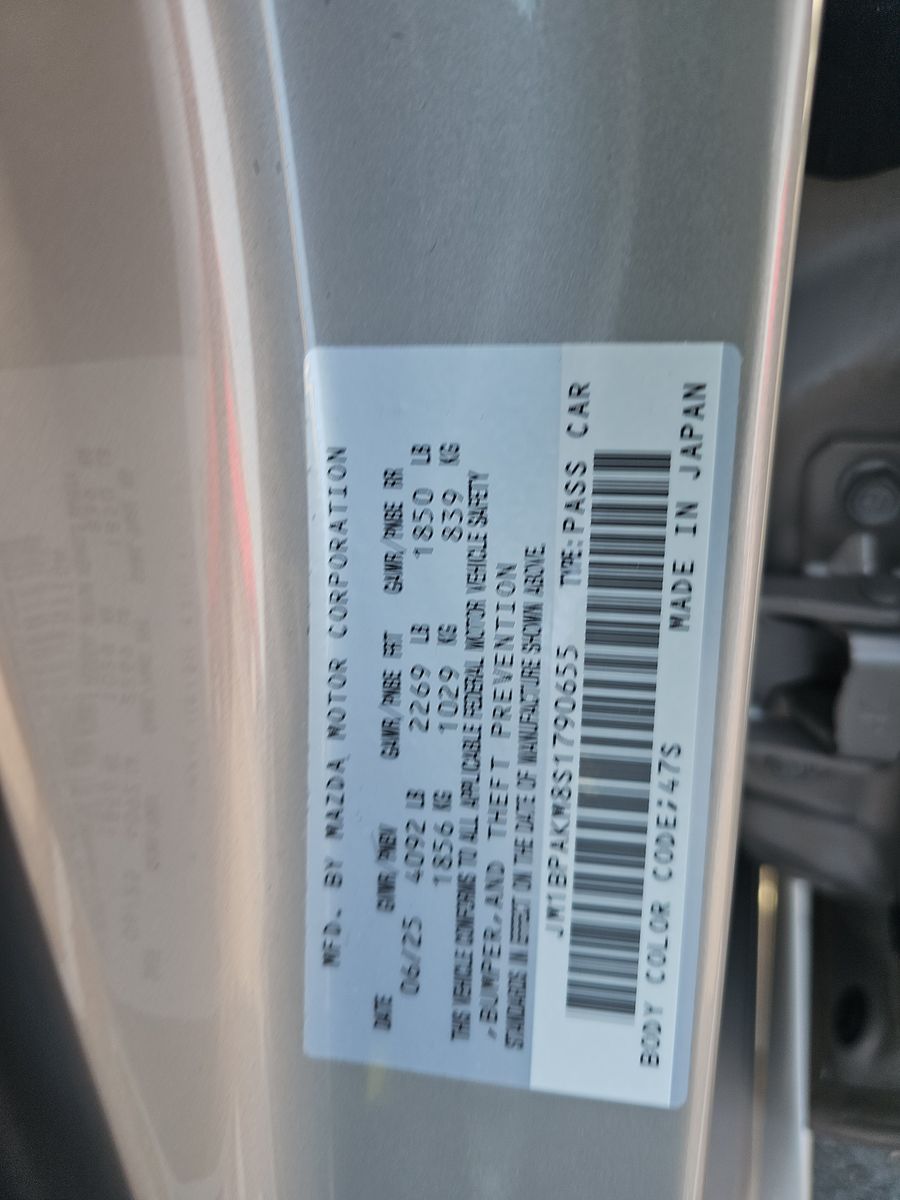 MFD. BY MAZDA MOTOR CORPORATION
DATE GVWR/PNBV GAWR/PNBE FRT GAWR/PNBE RR
06/25 4092 LB 2269 LB 1850 LB
1856 KG 1029 KG 839 KG
THIS VEHICLE CONFORMS TO ALL APPLICABLE FEDERAL MOTOR VEHICLE SAFETY
,BUMPER,AND THEFT PREVENTION
STANDARDS IN EFFECT ON THE DATE OF MANUFACTURE SHOWN ABOVE.
JM1BPAKM8S1790655 TYPE:PASS CAR
BODY COLOR CODE:47S MADE IN JAPAN